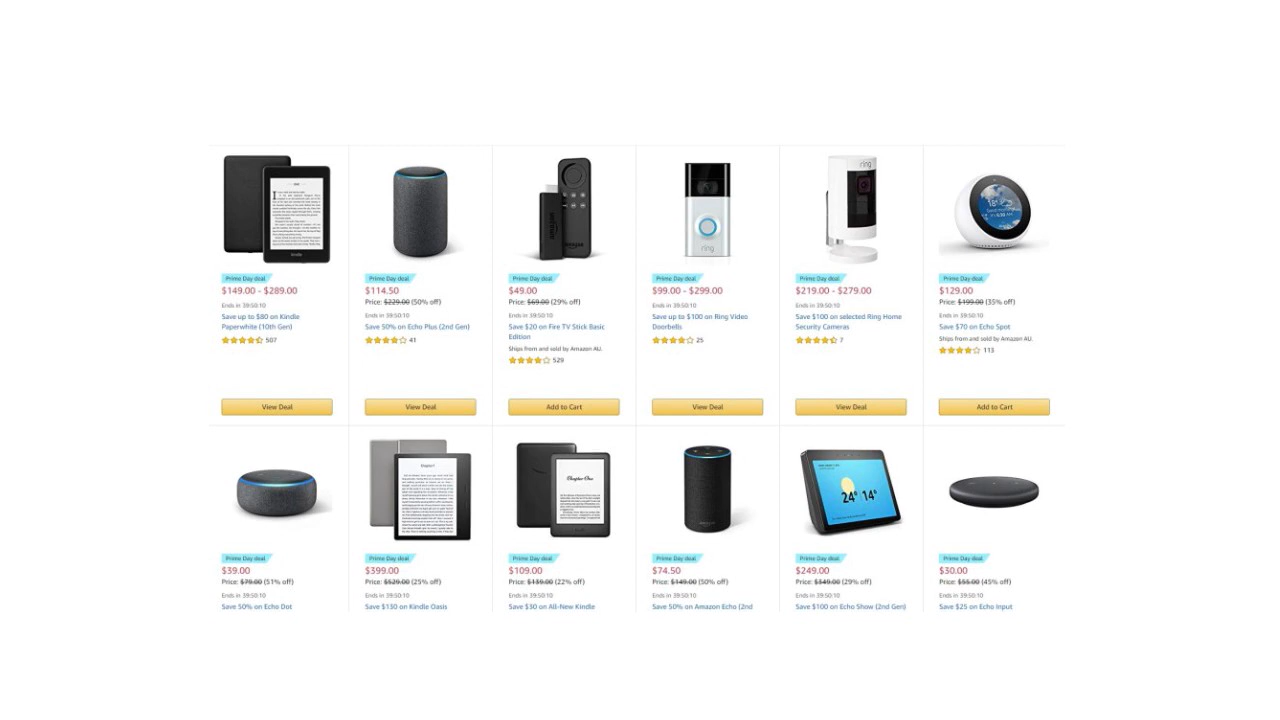 ring
Prime Day deal
$149.00 - $289.00
Ends in 39:50:10
Save up to $80 on Kindle
Paperwhite (10th Gen)
507
View Deal
Prime Day deal
$114.50
Price: $229.00 (50% off)
Ends in 39:50:10
Save 50% on Echo Plus (2nd Gen)
41
View Deal
amazon
Prime Day deal
$49.00
Price: $69.00 (29% off)
Ends in 39:50:10
Save $20 on Fire TV Stick Basic
Edition
Ships from and sold by Amazon AU.
529
Add to Cart
ring
Prime Day deal
$99.00 - $299.00
Ends in 39:50:10
Save up to $100 on Ring Video
Doorbells
25
View Deal
Prime Day deal
$219.00 - $279.00
Ends in 39:50:10
Save $100 on selected Ring Home
Security Cameras
7
View Deal
Prime Day deal
$129.00
Price: $199.00 (35% off)
Ends in 39:50:10
Save $70 on Echo Spot
Ships from and sold by Amazon AU.
113
Add to Cart
Prime Day deal
$39.00
Price: $79.00 (51% off)
Ends in 39:50:10
Save 50% on Echo Dot
Prime Day deal
$399.00
Price: $529.00 (25% off)
Ends in 39:50:10
Save $130 on Kindle Oasis
Chapter One
Prime Day deal
$109.00
Price: $139.00 (22% off)
Ends in 39:50:10
Save $30 on All-New Kindle
Prime Day deal
$74.50
Price: $149.00 (50% off)
Ends in 39:50:10
Save 50% on Amazon Echo (2nd
24° 14°
Prime Day deal
$249.00
Price: $349.00 (29% off)
Ends in 39:50:10
Save $100 on Echo Show (2nd Gen)
Prime Day deal
$30.00
Price: $55.00 (45% off)
Ends in 39:50:10
Save $25 on Echo Input